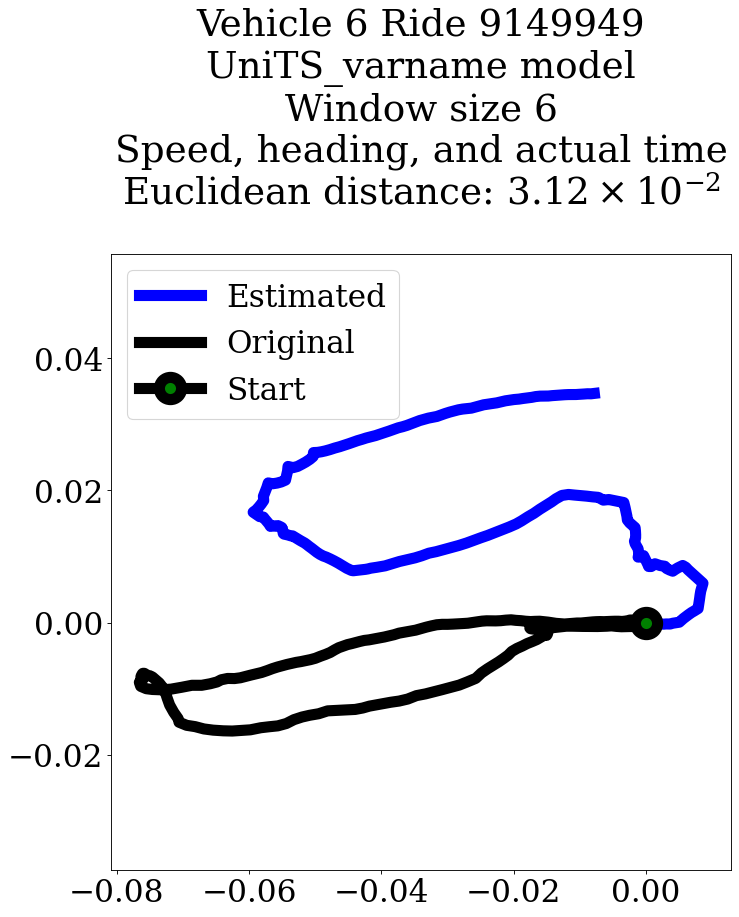 Vehicle 6 Ride 9149949
UniTS_varname model
Window size 6
Speed, heading, and actual time
Euclidean distance: 3.12 × 10⁻²
Estimated
Original
Start
0.04
0.02
0.00
−0.02
−0.08 −0.06 −0.04 −0.02 0.00